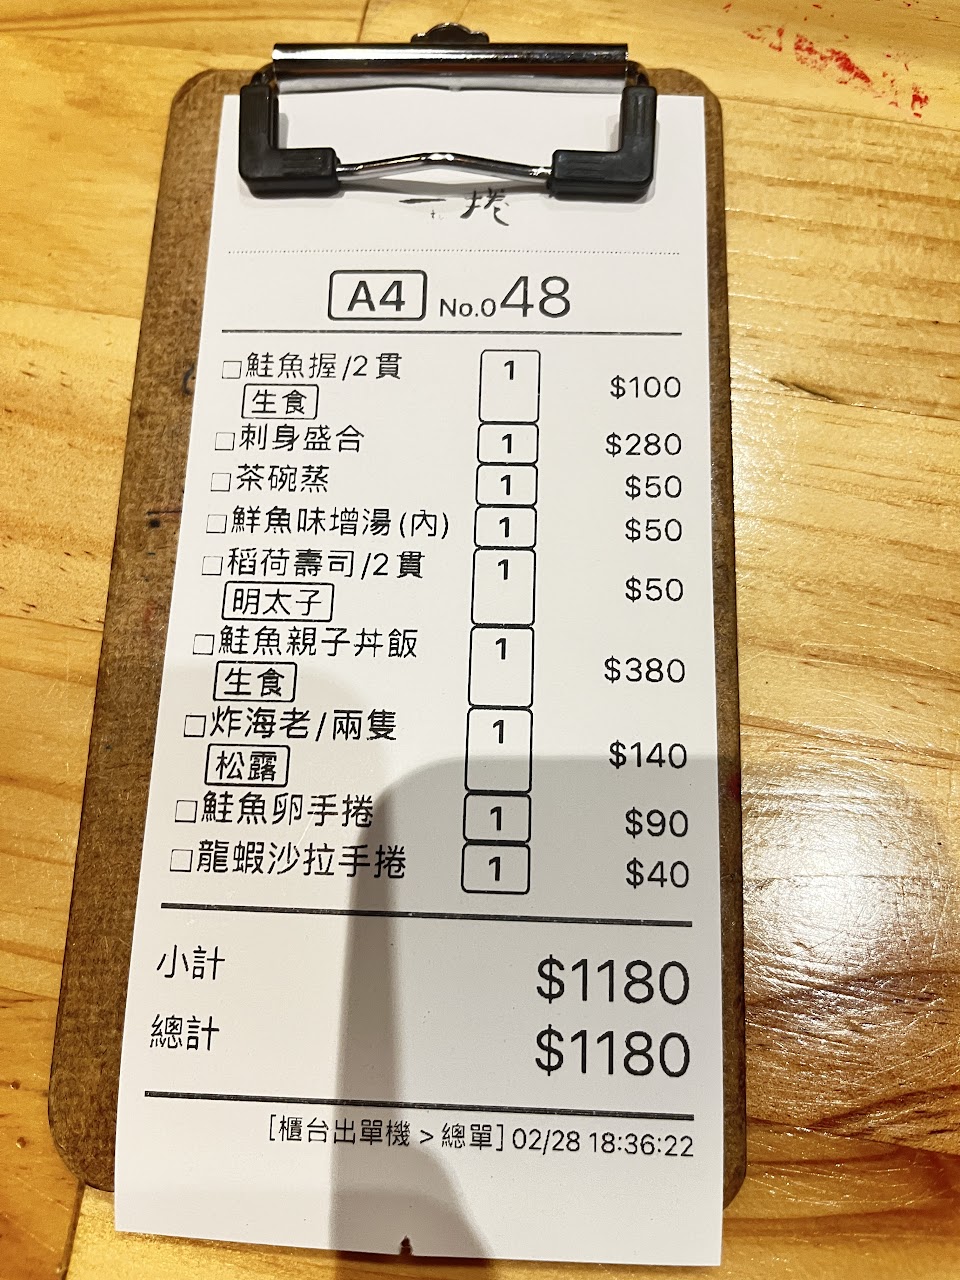 一捲
A4 No.048
□鮭魚握/2貫 1 $100
生食
□刺身盛合 1 $280
□茶碗蒸 1 $50
□鮮魚味增湯(內) 1 $50
□稻荷壽司/2貫 1 $50
明太子
□鮭魚親子丼飯 1 $380
生食
□炸海老/兩隻 1 $140
松露
□鮭魚卵手捲 1 $90
□龍蝦沙拉手捲 1 $40
小計 $1180
總計 $1180
[櫃台出單機 > 總單] 02/28 18:36:22